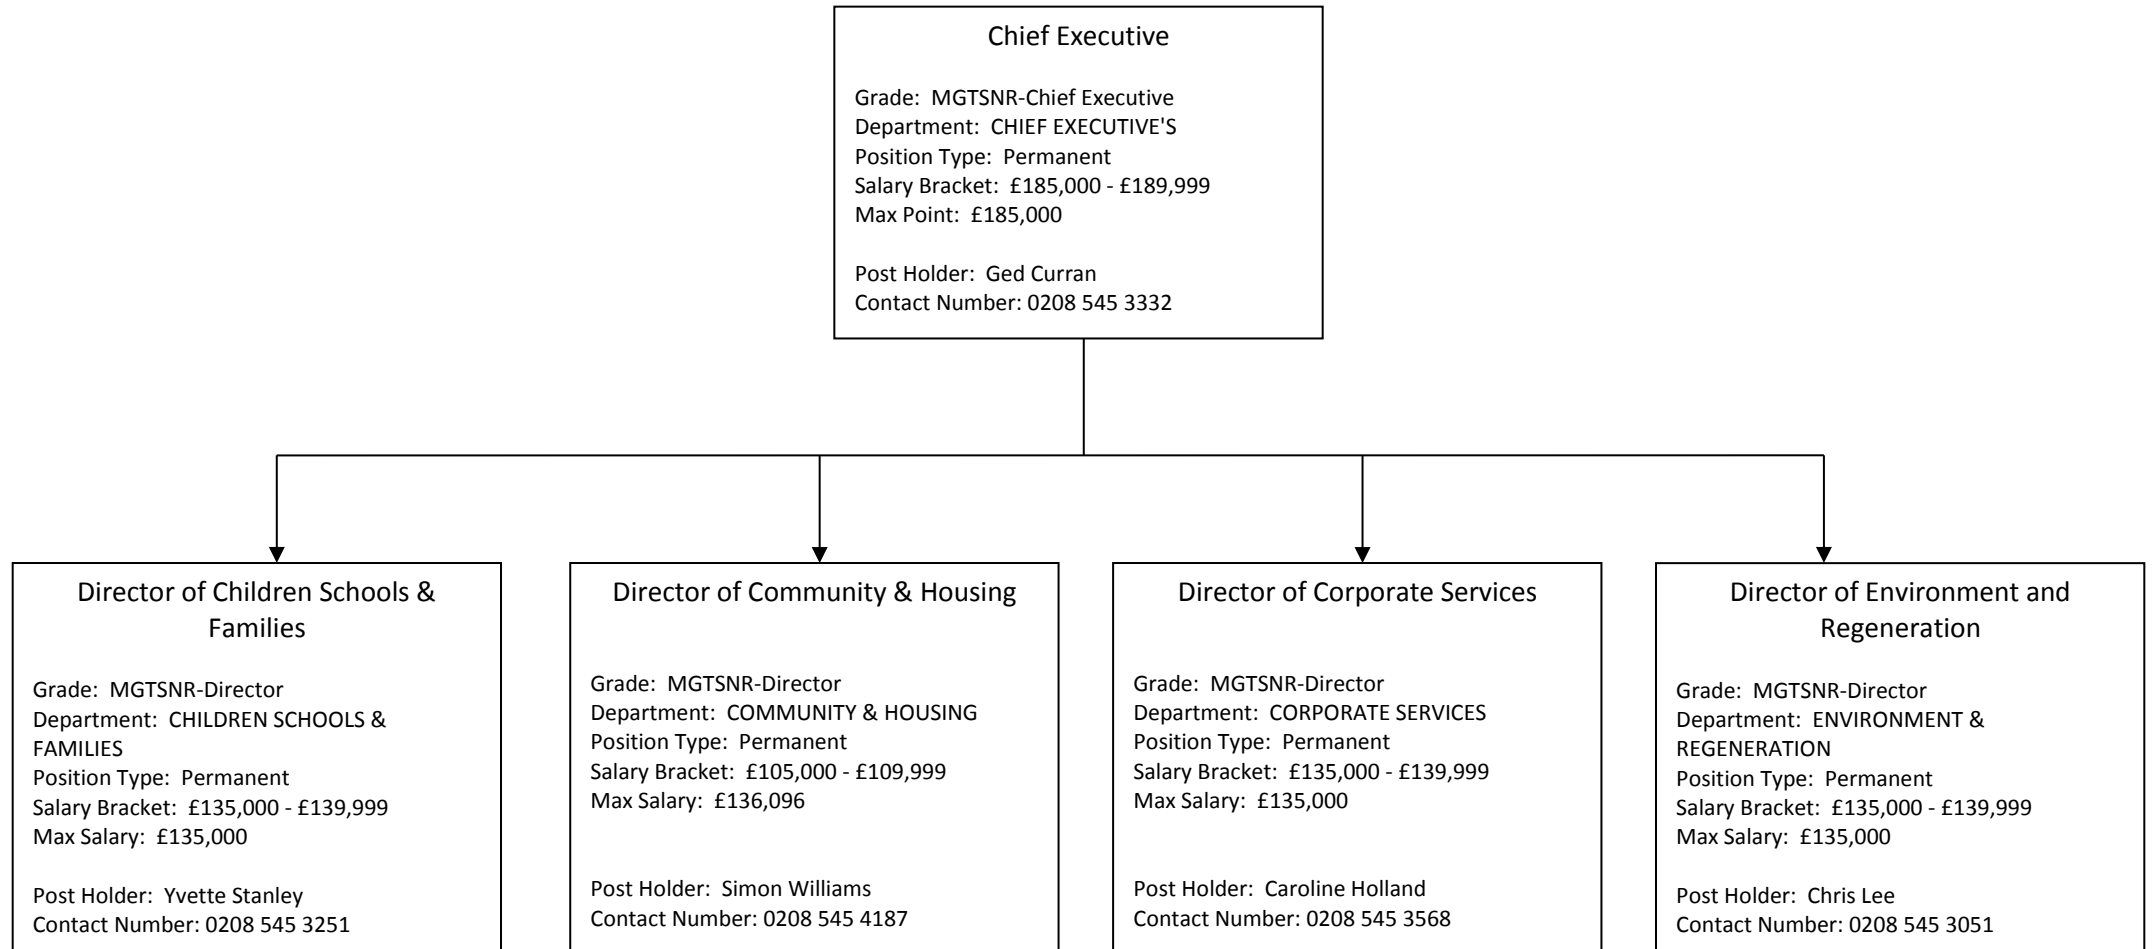 Chief Executive
Grade:  MGTSNR-Chief Executive
Department:  CHIEF EXECUTIVE'S
Position Type:  Permanent
Salary Bracket:  £185,000 - £189,999
Max Point:  £185,000
Post Holder:  Ged Curran
Contact Number: 0208 545 3332
Director of Children Schools &
Families
Grade:  MGTSNR-Director
Department:  CHILDREN SCHOOLS &
FAMILIES
Position Type:  Permanent
Salary Bracket:  £135,000 - £139,999
Max Salary:  £135,000
Post Holder:  Yvette Stanley
Contact Number: 0208 545 3251
Director of Community & Housing
Grade:  MGTSNR-Director
Department:  COMMUNITY & HOUSING
Position Type:  Permanent
Salary Bracket:  £105,000 - £109,999
Max Salary:  £136,096
Post Holder:  Simon Williams
Contact Number: 0208 545 4187
Director of Corporate Services
Grade:  MGTSNR-Director
Department:  CORPORATE SERVICES
Position Type:  Permanent
Salary Bracket:  £135,000 - £139,999
Max Salary:  £135,000
Post Holder:  Caroline Holland
Contact Number: 0208 545 3568
Director of Environment and
Regeneration
Grade:  MGTSNR-Director
Department:  ENVIRONMENT &
REGENERATION
Position Type:  Permanent
Salary Bracket:  £135,000 - £139,999
Max Salary:  £135,000
Post Holder:  Chris Lee
Contact Number: 0208 545 3051